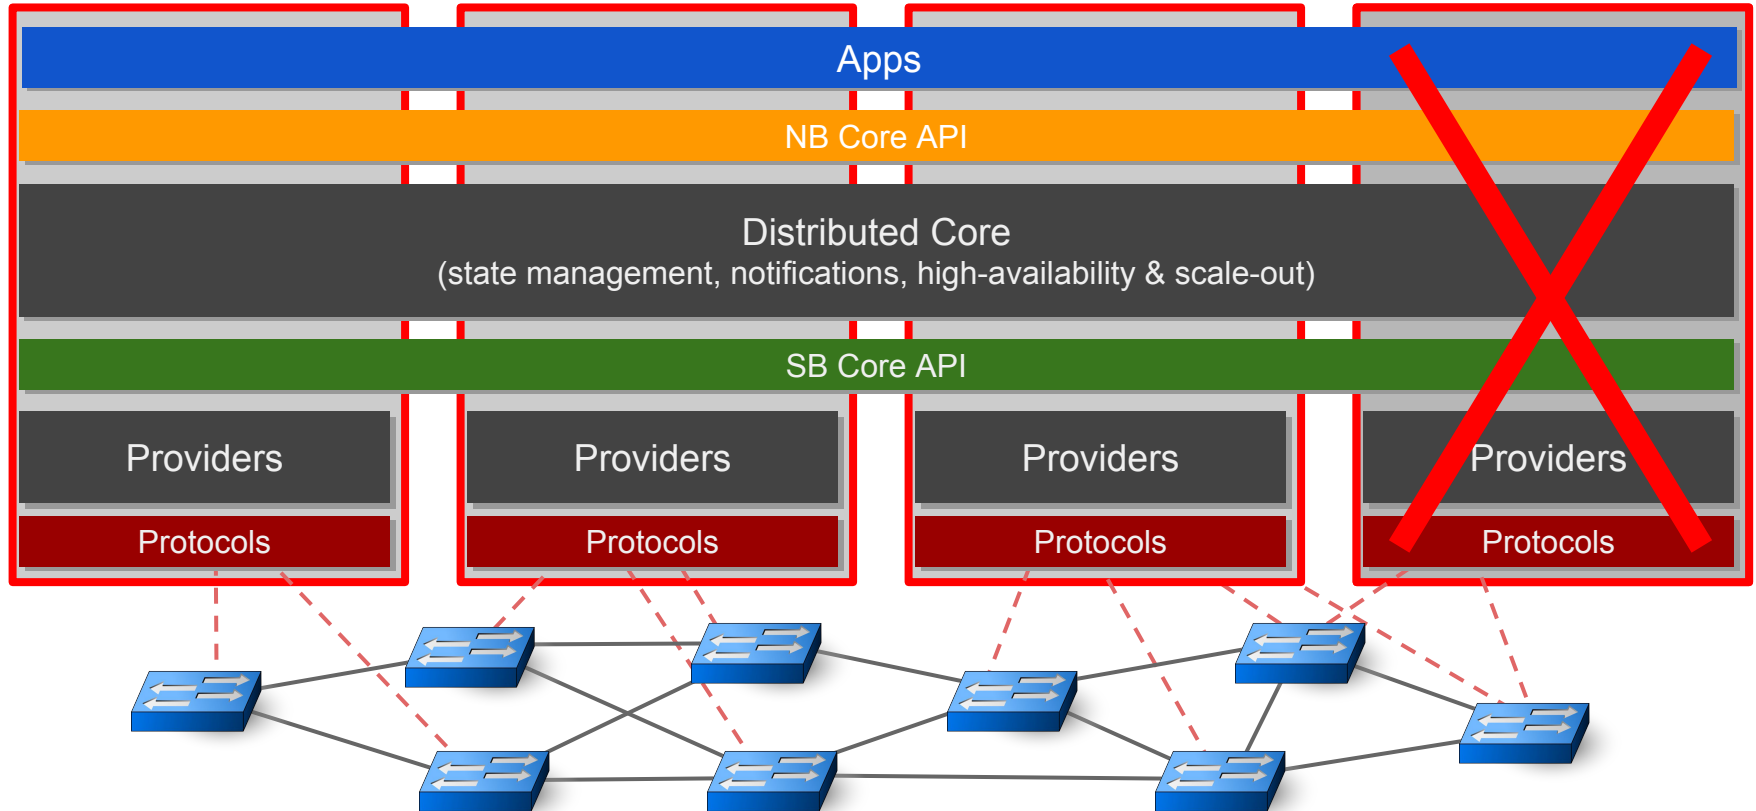 Apps
NB Core API
Distributed Core
(state management, notifications, high-availability & scale-out)
SB Core API
Providers
Providers
Providers
Providers
Protocols
Protocols
Protocols
Protocols